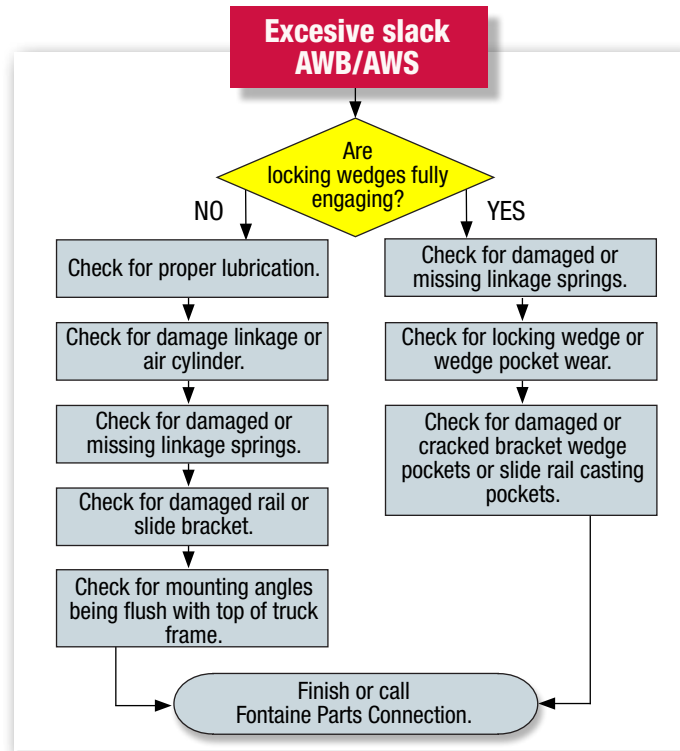 Excesive slack
AWB/AWS
Are
locking wedges fully
engaging?
NO
YES
Check for proper lubrication.
Check for damage linkage or
air cylinder.
Check for damaged or
missing linkage springs.
Check for damaged rail or
slide bracket.
Check for mounting angles
being flush with top of truck
frame.
Check for damaged or
missing linkage springs.
Check for locking wedge or
wedge pocket wear.
Check for damaged or
cracked bracket wedge
pockets or slide rail casting
pockets.
Finish or call
Fontaine Parts Connection.